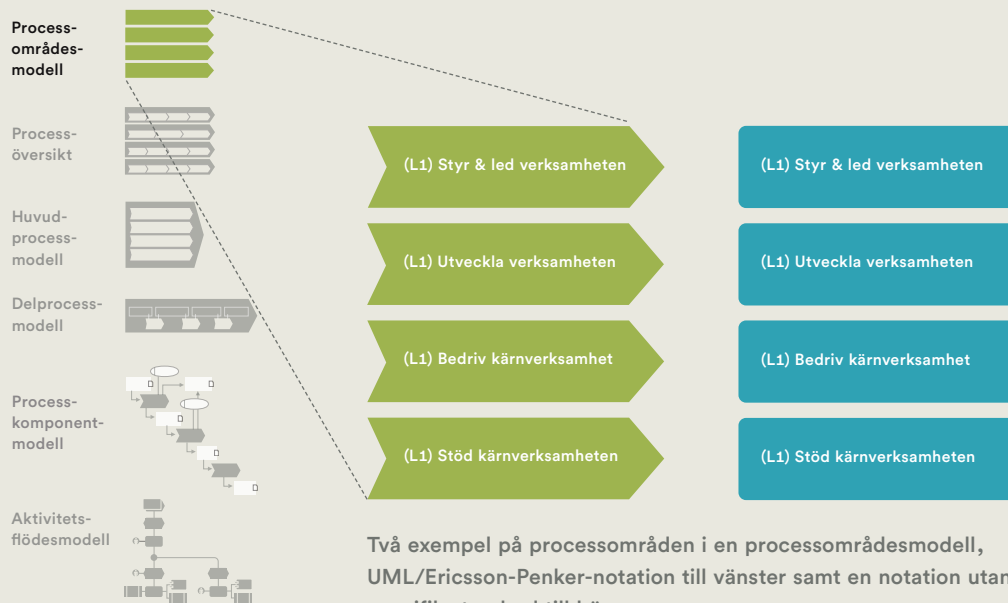 Process-
områdes-
modell
Process-
översikt
Huvud-
process-
modell
Delprocess-
modell
Process-
komponent-
modell
Aktivitets-
flödesmodell
(L1) Styr & led verksamheten
(L1) Utveckla verksamheten
(L1) Bedriv kärnverksamhet
(L1) Stöd kärnverksamheten
(L1) Styr & led verksamheten
(L1) Utveckla verksamheten
(L1) Bedriv kärnverksamhet
(L1) Stöd kärnverksamheten
Två exempel på processområden i en processområdesmodell,
UML/Ericsson-Penker-notation till vänster samt en notation utan